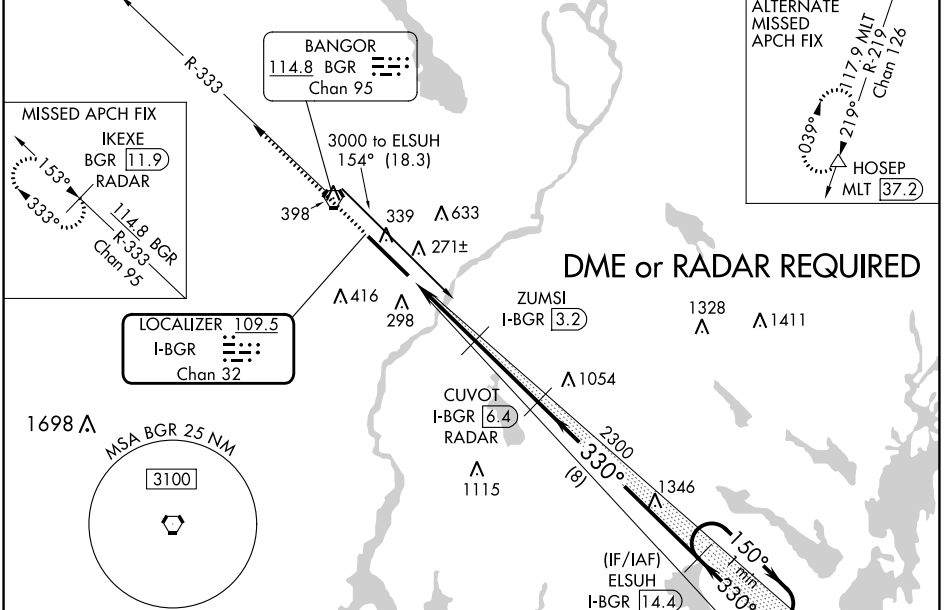 R-333
BANGOR
114.8 BGR
Chan 95
ALTERNATE
MISSED
APCH FIX
117.9 MLT
R-219
Chan 126
039°
219°
HOSEP
MLT 37.2
MISSED APCH FIX
IKEXE
BGR 11.9
RADAR
153°
333°
114.8 BGR
R-333
Chan 95
3000 to ELSUH
154° (18.3)
398
339
633
271±
416
298
DME or RADAR REQUIRED
LOCALIZER 109.5
I-BGR
Chan 32
ZUMSI
I-BGR 3.2
1328
1411
1054
CUVOT
I-BGR 6.4
RADAR
1698
MSA BGR 25 NM
3100
1115
2300
330°
(8)
1346
(IF/IAF)
ELSUH
I-BGR 14.4
150°
1 min
330°